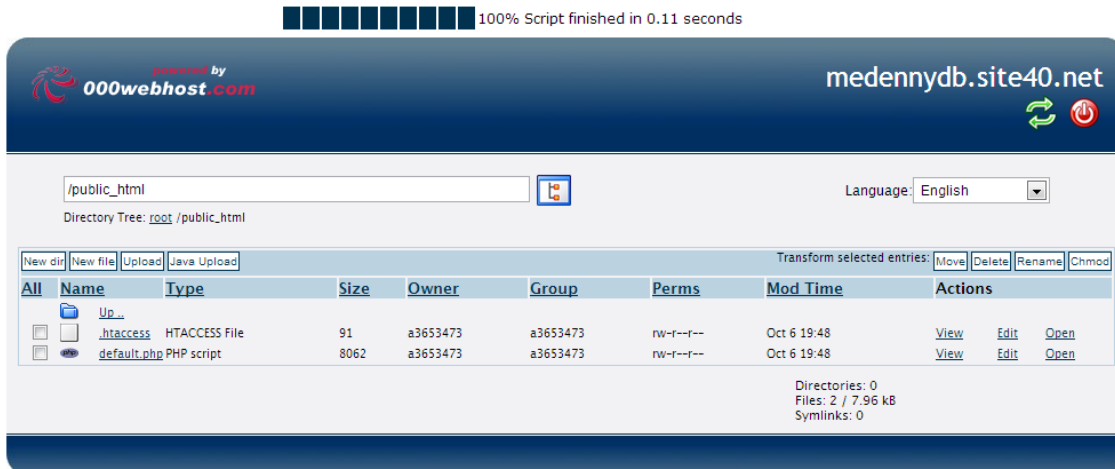 100% Script finished in 0.11 seconds
powered by
000webhost.com
medennydb.site40.net
/public_html
Language: English
Directory Tree: root /public_html
New dir New file Upload Java Upload Transform selected entries: Move Delete Rename Chmod
All Name Type Size Owner Group Perms Mod Time Actions
Up ..
.htaccess HTACCESS File 91 a3653473 a3653473 rw-r--r-- Oct 6 19:48 View Edit Open
php default.php PHP script 8062 a3653473 a3653473 rw-r--r-- Oct 6 19:48 View Edit Open
Directories: 0
Files: 2 / 7.96 kB
Symlinks: 0